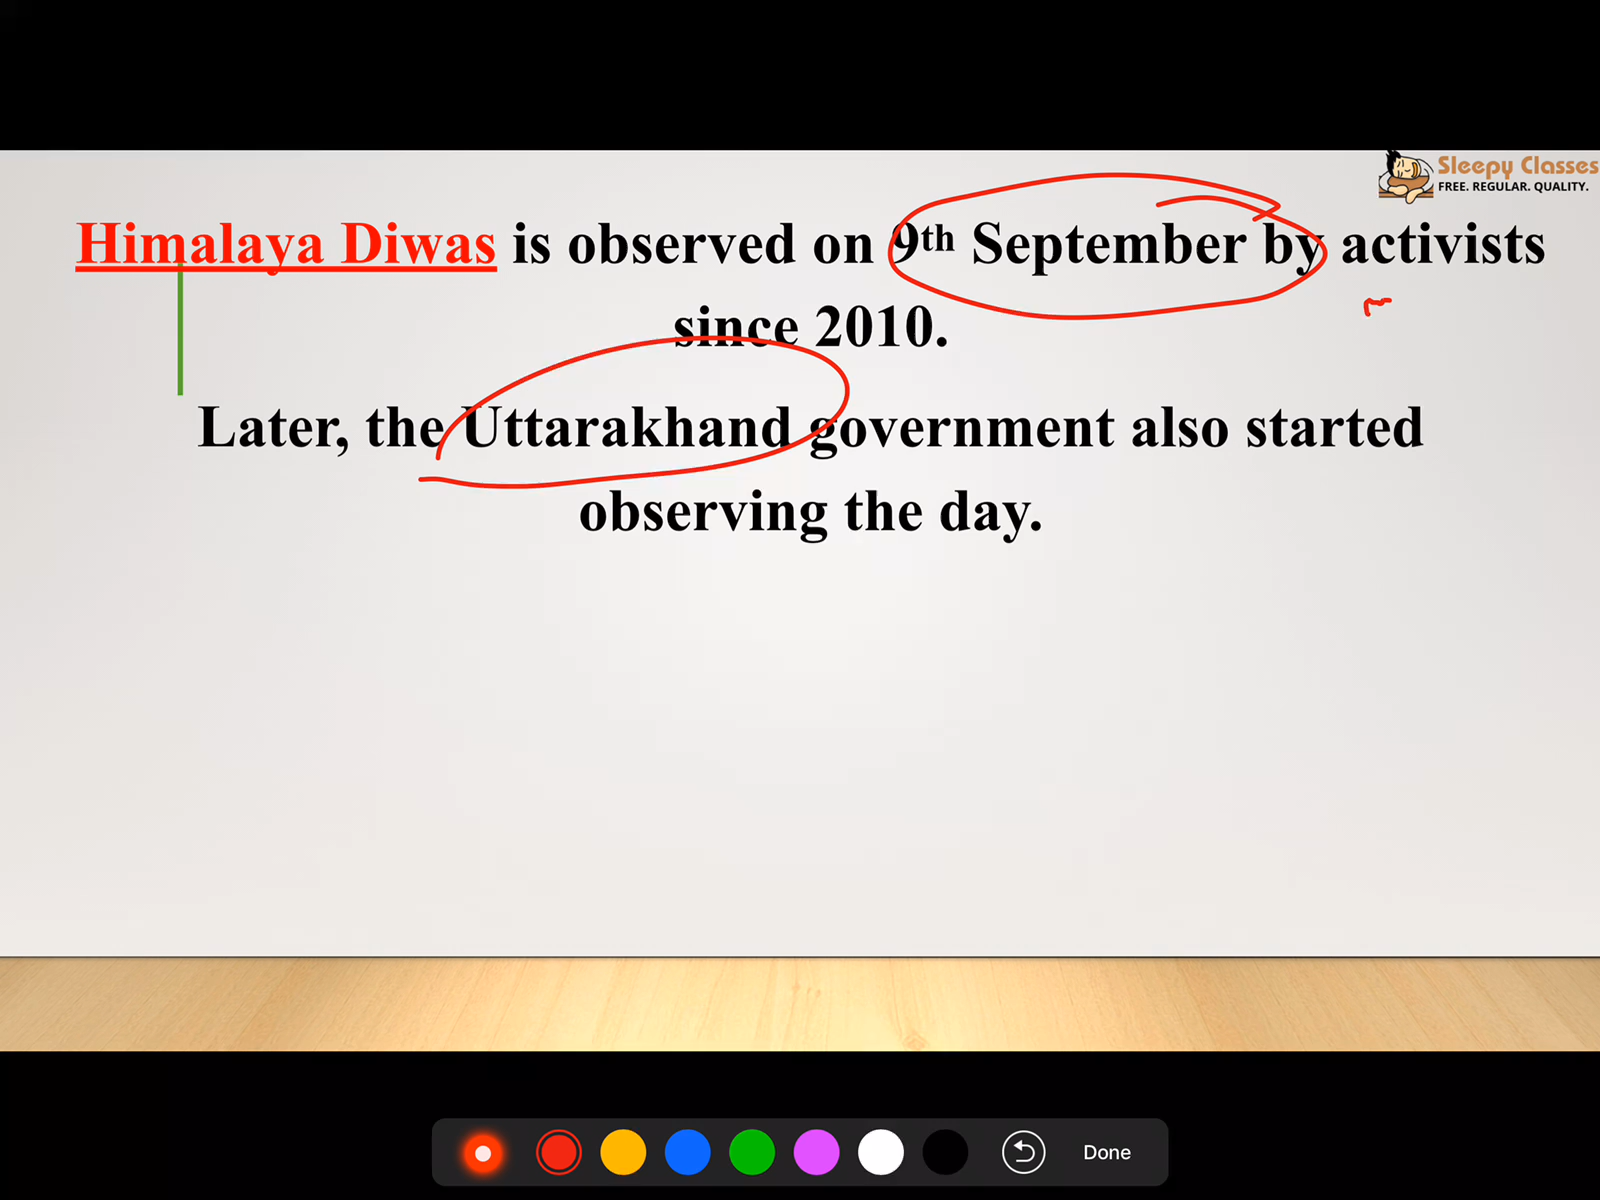 Sleepy Classes
FREE. REGULAR. QUALITY.
Himalaya Diwas is observed on 9th September by activists
since 2010.
Later, the Uttarakhand government also started
observing the day.
Done